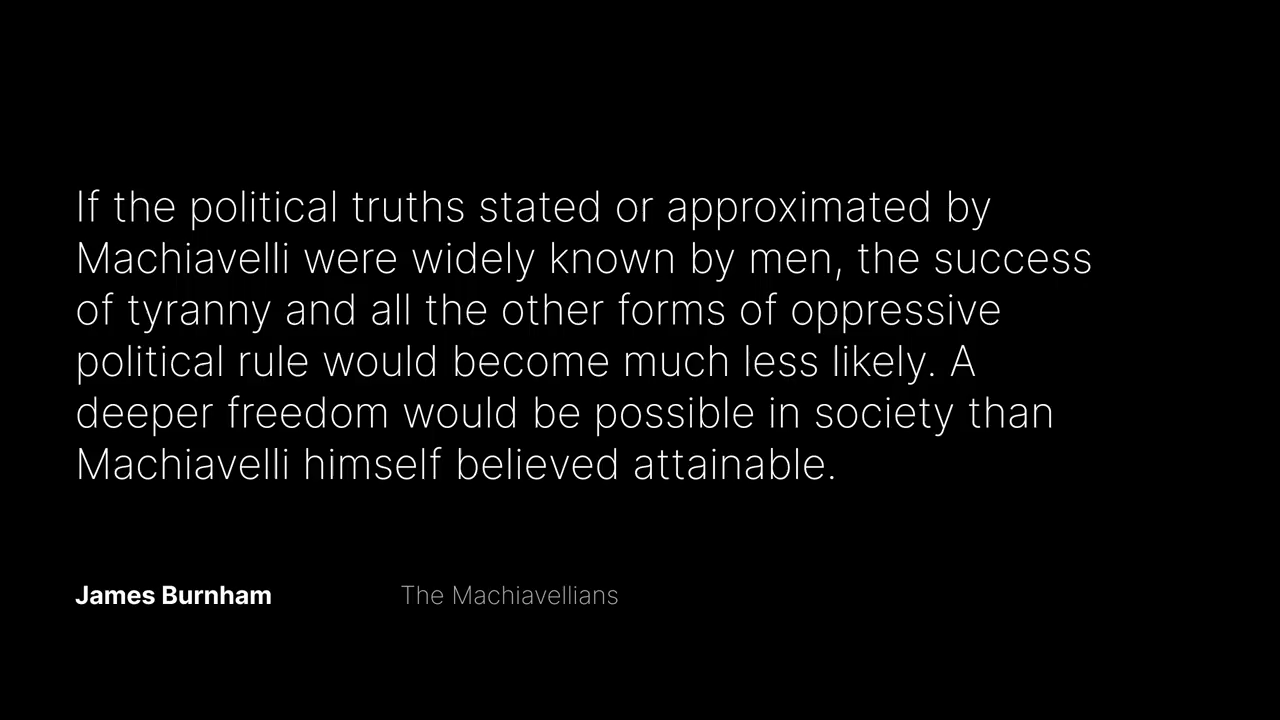 If the political truths stated or approximated by
Machiavelli were widely known by men, the success
of tyranny and all the other forms of oppressive
political rule would become much less likely. A
deeper freedom would be possible in society than
Machiavelli himself believed attainable.
James Burnham The Machiavellians